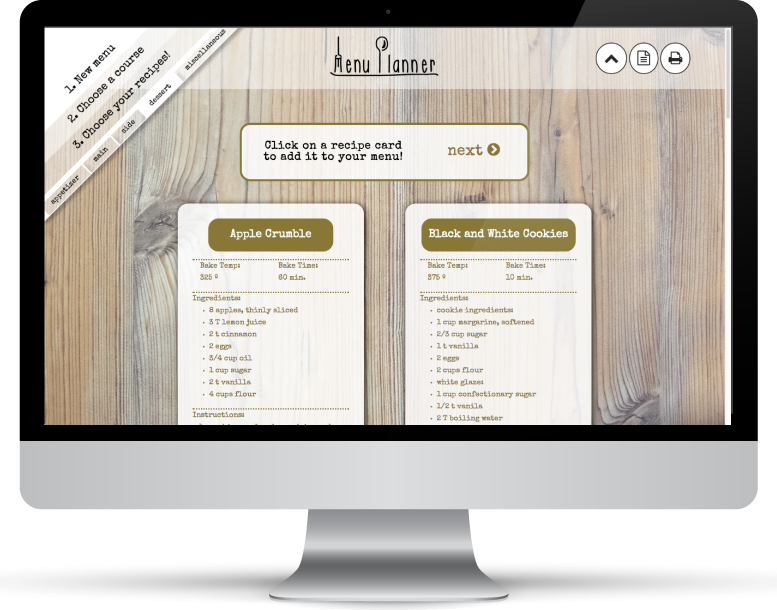 1. New menu
2. Choose a course
3. Choose your recipes!
appetizer
main
side
dessert
miscellaneous
Menu Planner
Click on a recipe card
to add it to your menu!
next
Apple Crumble
Bake Temp: Bake Time:
325 º 60 min.
Ingredients:
• 8 apples, thinly sliced
• 3 T lemon juice
• 2 t cinnamon
• 2 eggs
• 3/4 cup oil
• 1 cup sugar
• 2 t vanilla
• 4 cups flour
Instructions:
Black and White Cookies
Bake Temp: Bake Time:
375 º 10 min.
Ingredients:
• cookie ingredients:
• 1 cup margarine, softened
• 2/3 cup sugar
• 1 t vanilla
• 2 eggs
• 2 cups flour
• white glaze:
• 1 cup confectionary sugar
• 1/2 t vanila
• 2 T boiling water